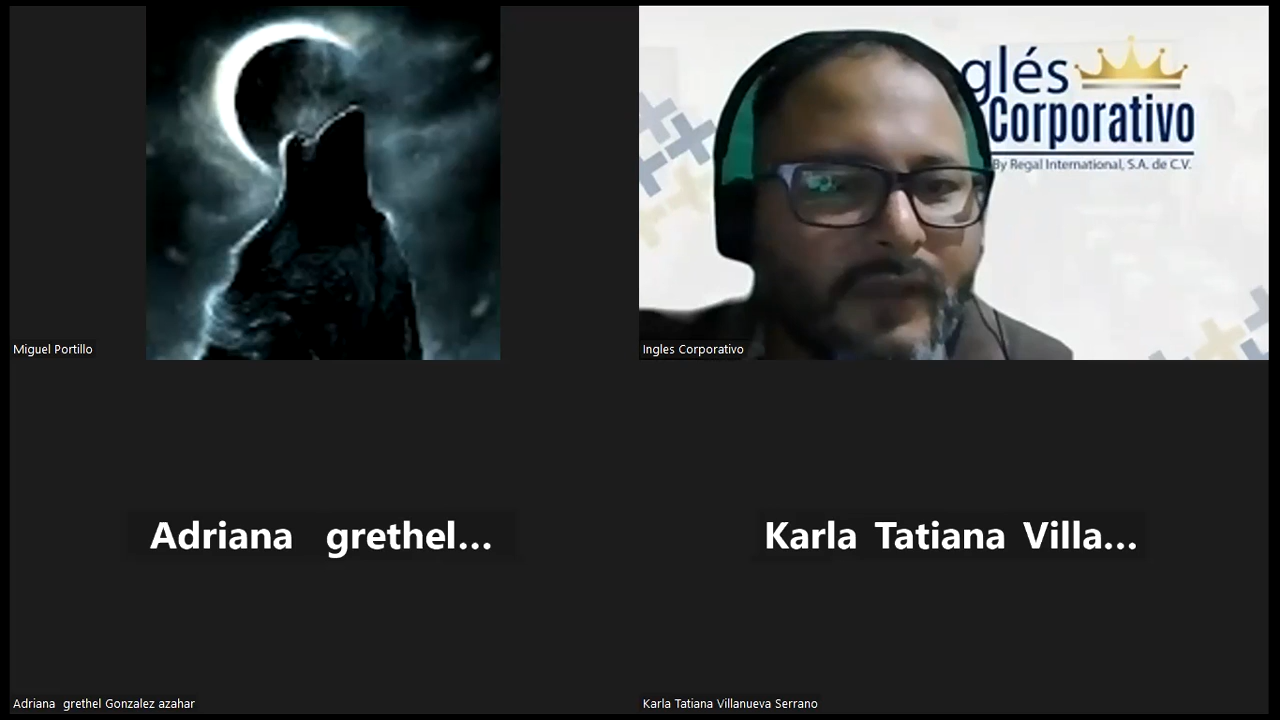 glés
Corporativo
By Regal International, S.A. de C.V.
Miguel Portillo
Ingles Corporativo
Adriana grethel...
Karla Tatiana Villa...
Adriana grethel Gonzalez azahar
Karla Tatiana Villanueva Serrano